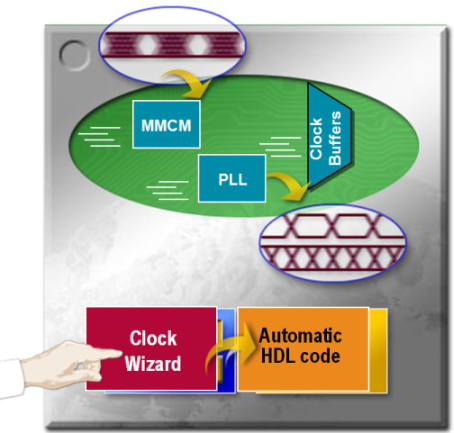 MMCM
Clock
Buffers
PLL
Clock
Wizard
Automatic
HDL code